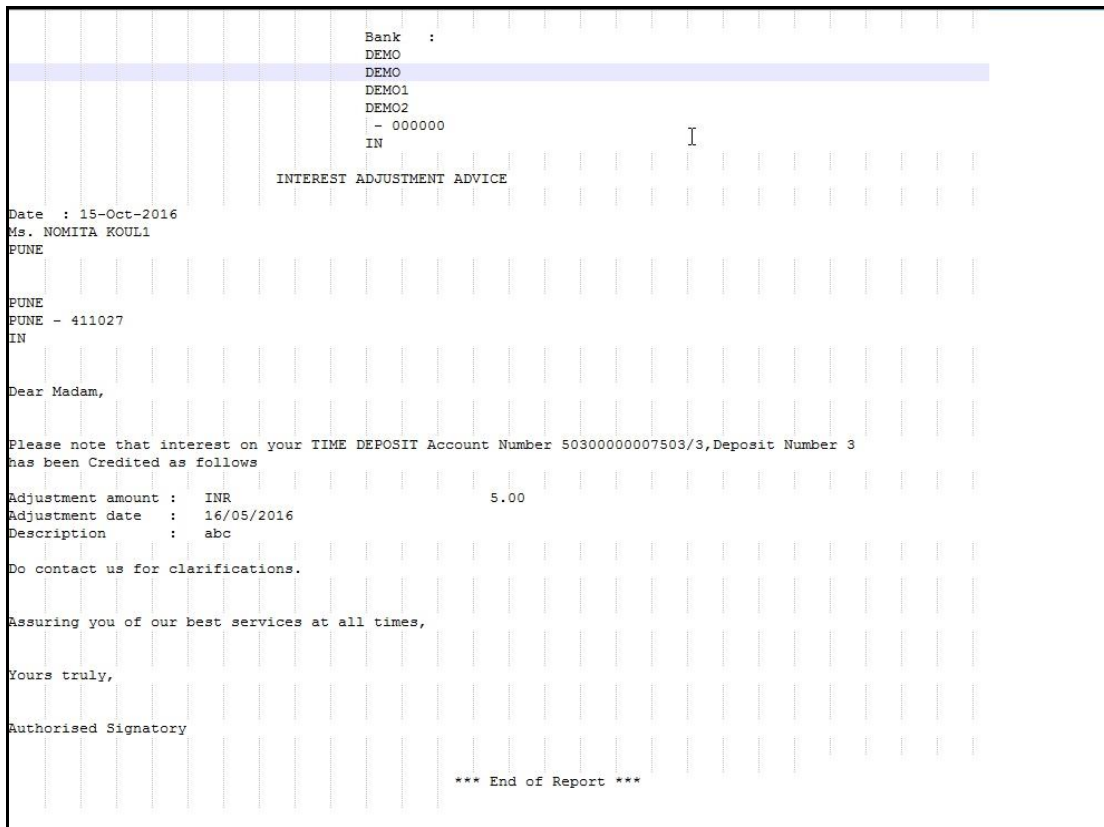 Bank   :
DEMO
DEMO
DEMO1
DEMO2
- 000000
IN
INTEREST ADJUSTMENT ADVICE
Date  : 15-Oct-2016
Ms. NOMITA KOUL1
PUNE
PUNE
PUNE - 411027
IN
Dear Madam,
Please note that interest on your TIME DEPOSIT Account Number 50300000007503/3,Deposit Number 3
has been Credited as follows
Adjustment amount :   INR                             5.00
Adjustment date   :   16/05/2016
Description       :   abc
Do contact us for clarifications.
Assuring you of our best services at all times,
Yours truly,
Authorised Signatory
*** End of Report ***